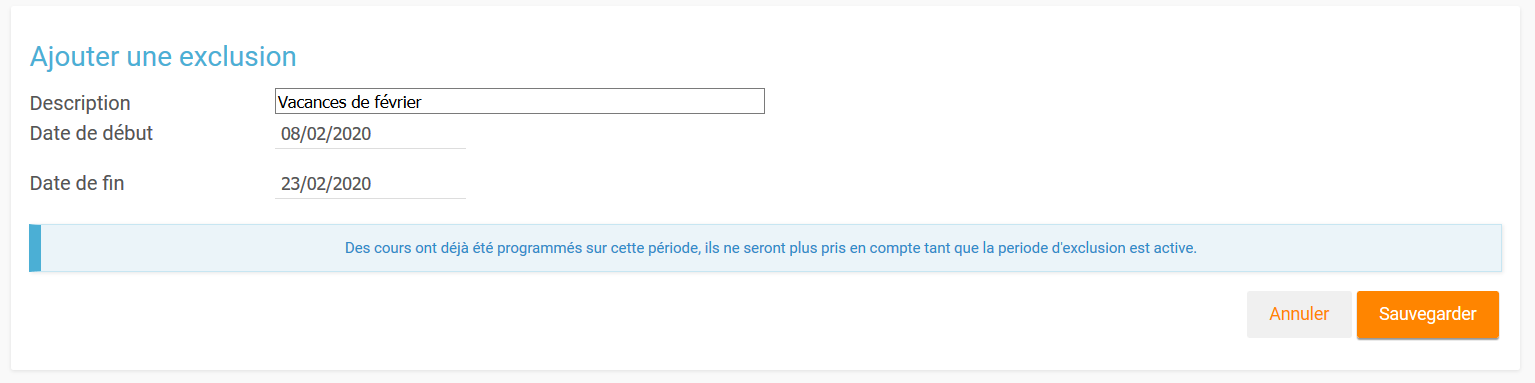 Ajouter une exclusion
Description
Vacances de février
Date de début
08/02/2020
Date de fin
23/02/2020
Des cours ont déjà été programmés sur cette période, ils ne seront plus pris en compte tant que la periode d'exclusion est active.
Annuler
Sauvegarder